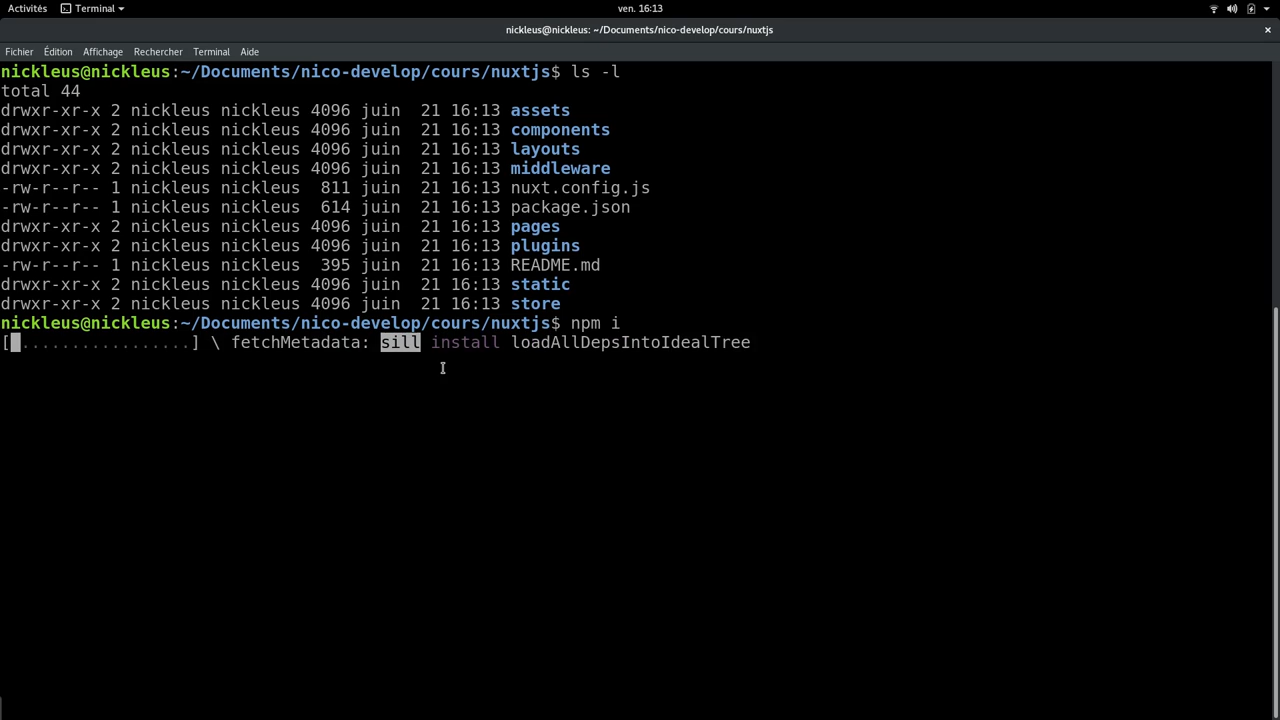 Activités Terminal ven. 16:13
nickleus@nickleus: ~/Documents/nico-develop/cours/nuxtjs ×
Fichier Édition Affichage Rechercher Terminal Aide
nickleus@nickleus:~/Documents/nico-develop/cours/nuxtjs$ ls -l
total 44
drwxr-xr-x 2 nickleus nickleus 4096 juin  21 16:13 assets
drwxr-xr-x 2 nickleus nickleus 4096 juin  21 16:13 components
drwxr-xr-x 2 nickleus nickleus 4096 juin  21 16:13 layouts
drwxr-xr-x 2 nickleus nickleus 4096 juin  21 16:13 middleware
-rw-r--r-- 1 nickleus nickleus  811 juin  21 16:13 nuxt.config.js
-rw-r--r-- 1 nickleus nickleus  614 juin  21 16:13 package.json
drwxr-xr-x 2 nickleus nickleus 4096 juin  21 16:13 pages
drwxr-xr-x 2 nickleus nickleus 4096 juin  21 16:13 plugins
-rw-r--r-- 1 nickleus nickleus  395 juin  21 16:13 README.md
drwxr-xr-x 2 nickleus nickleus 4096 juin  21 16:13 static
drwxr-xr-x 2 nickleus nickleus 4096 juin  21 16:13 store
nickleus@nickleus:~/Documents/nico-develop/cours/nuxtjs$ npm i
[ .................] \ fetchMetadata: sill install loadAllDepsIntoIdealTree